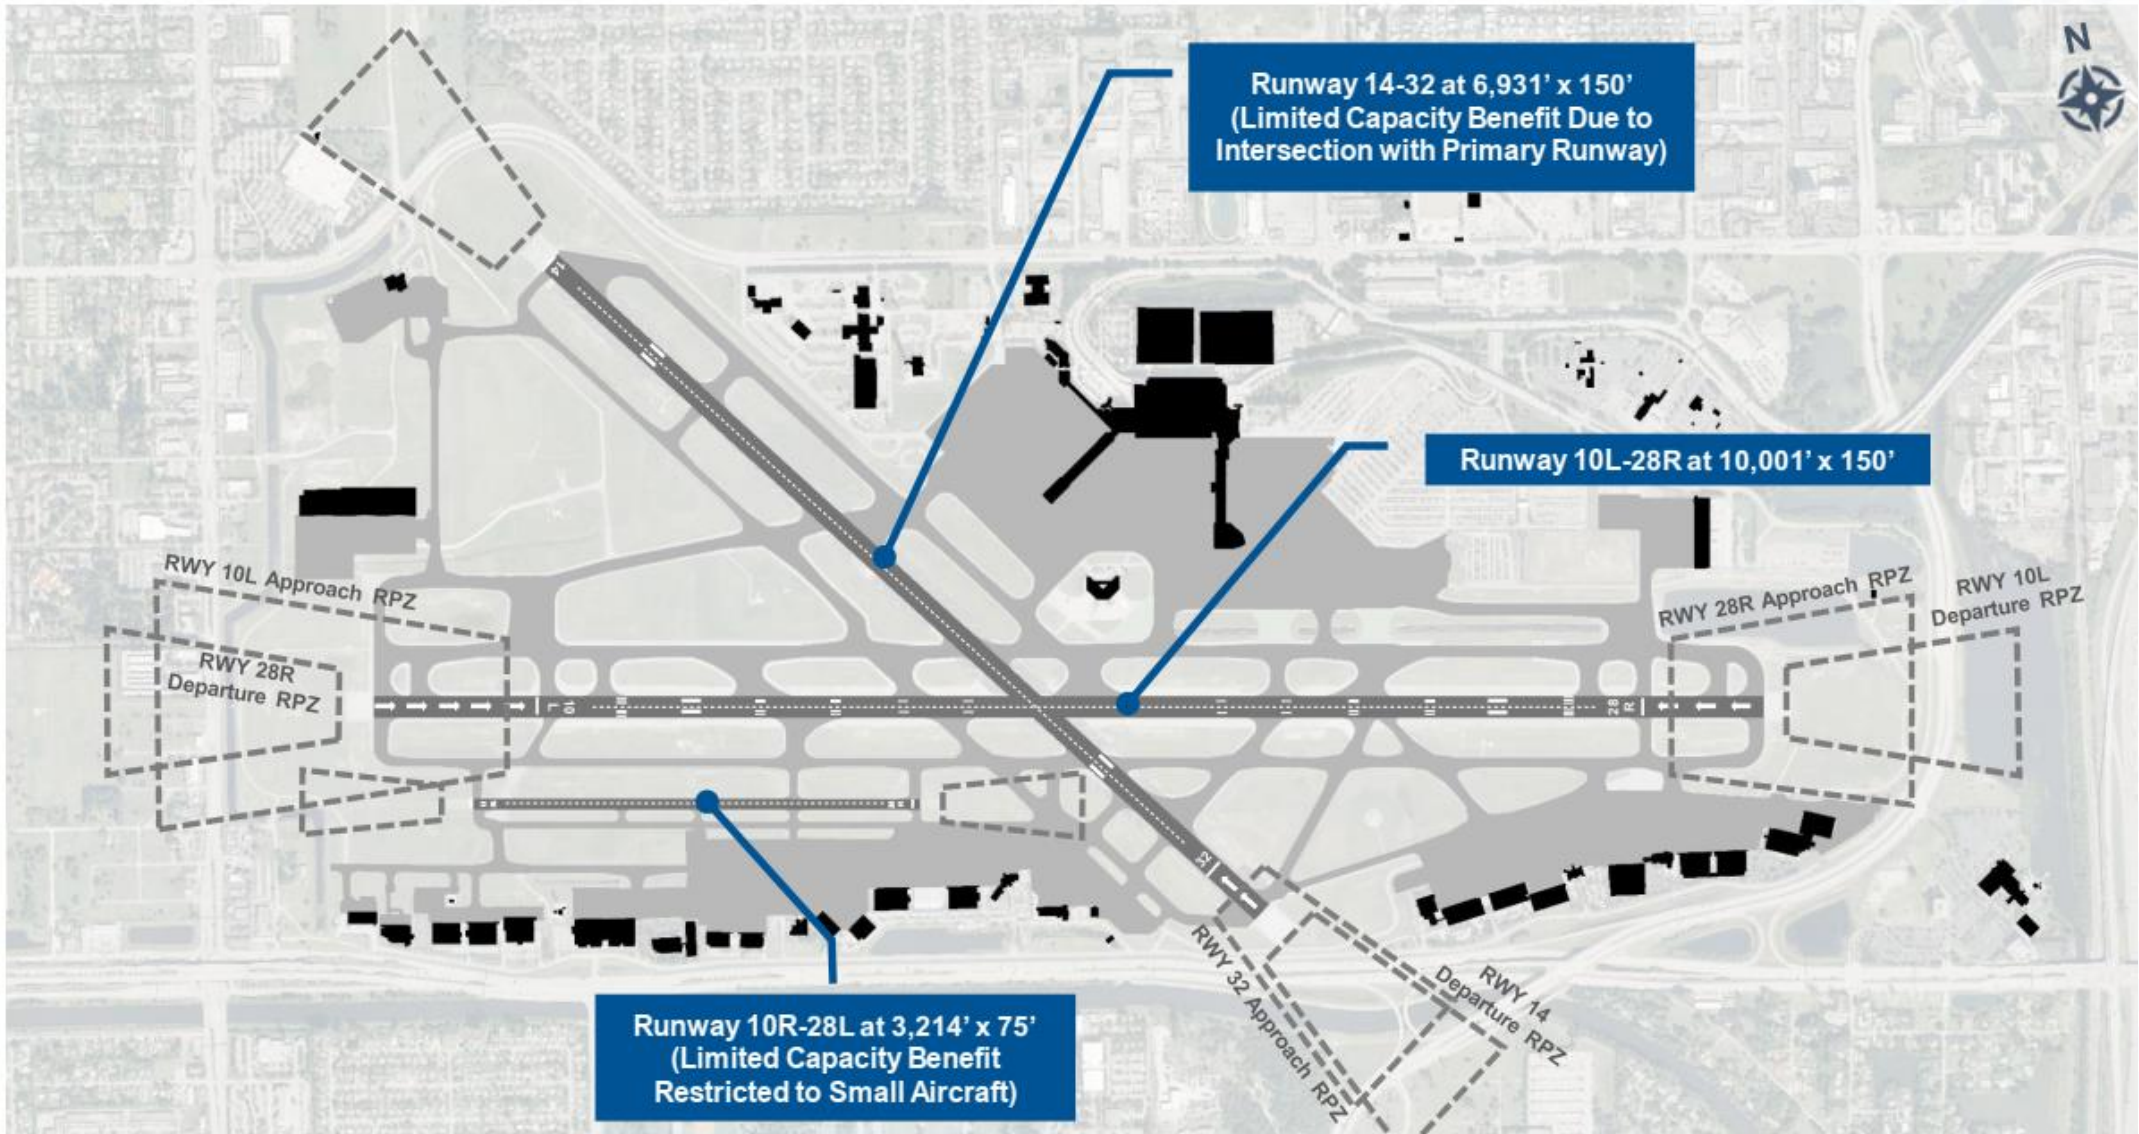 N
Runway 14-32 at 6,931’ x 150’
(Limited Capacity Benefit Due to
Intersection with Primary Runway)
14
Runway 10L-28R at 10,001’ x 150’
RWY 10L Approach RPZ
RWY 28R
Departure RPZ
RWY 28R Approach RPZ
RWY 10L
Departure RPZ
10
L
28
R
32
RWY 32 Approach RPZ
RWY 14
Departure RPZ
Runway 10R-28L at 3,214’ x 75’
(Limited Capacity Benefit
Restricted to Small Aircraft)